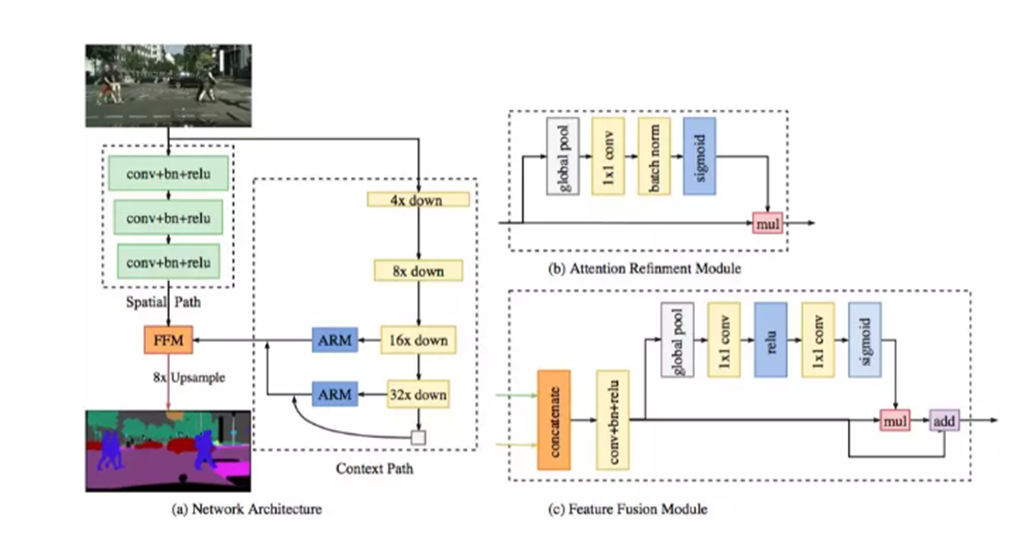 conv+bn+relu
conv+bn+relu
conv+bn+relu
Spatial Path
FFM
8x Upsample
4x down
8x down
ARM
16x down
ARM
32x down
Context Path
(a) Network Architecture
global pool
1x1 conv
batch norm
sigmoid
mul
(b) Attention Refinment Module
concatenate
conv+bn+relu
global pool
1x1 conv
relu
1x1 conv
sigmoid
mul
add
(c) Feature Fusion Module